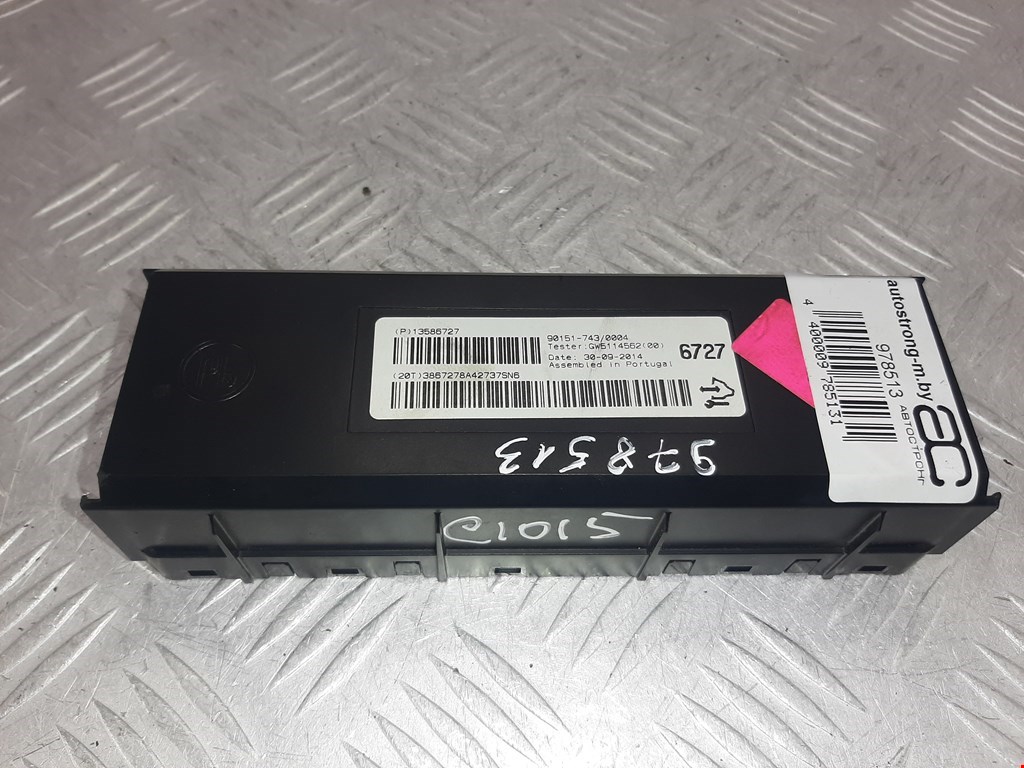 (P)13586727
90151-743/0004
Tester:GW5114562(00)
Date: 30-09-2014
Assembled in Portugal
6727
(20T)3867278A42737SN6
autostrong-m.by
978513
4 400009 785131
ac
АВТОСТРОНГ
978513